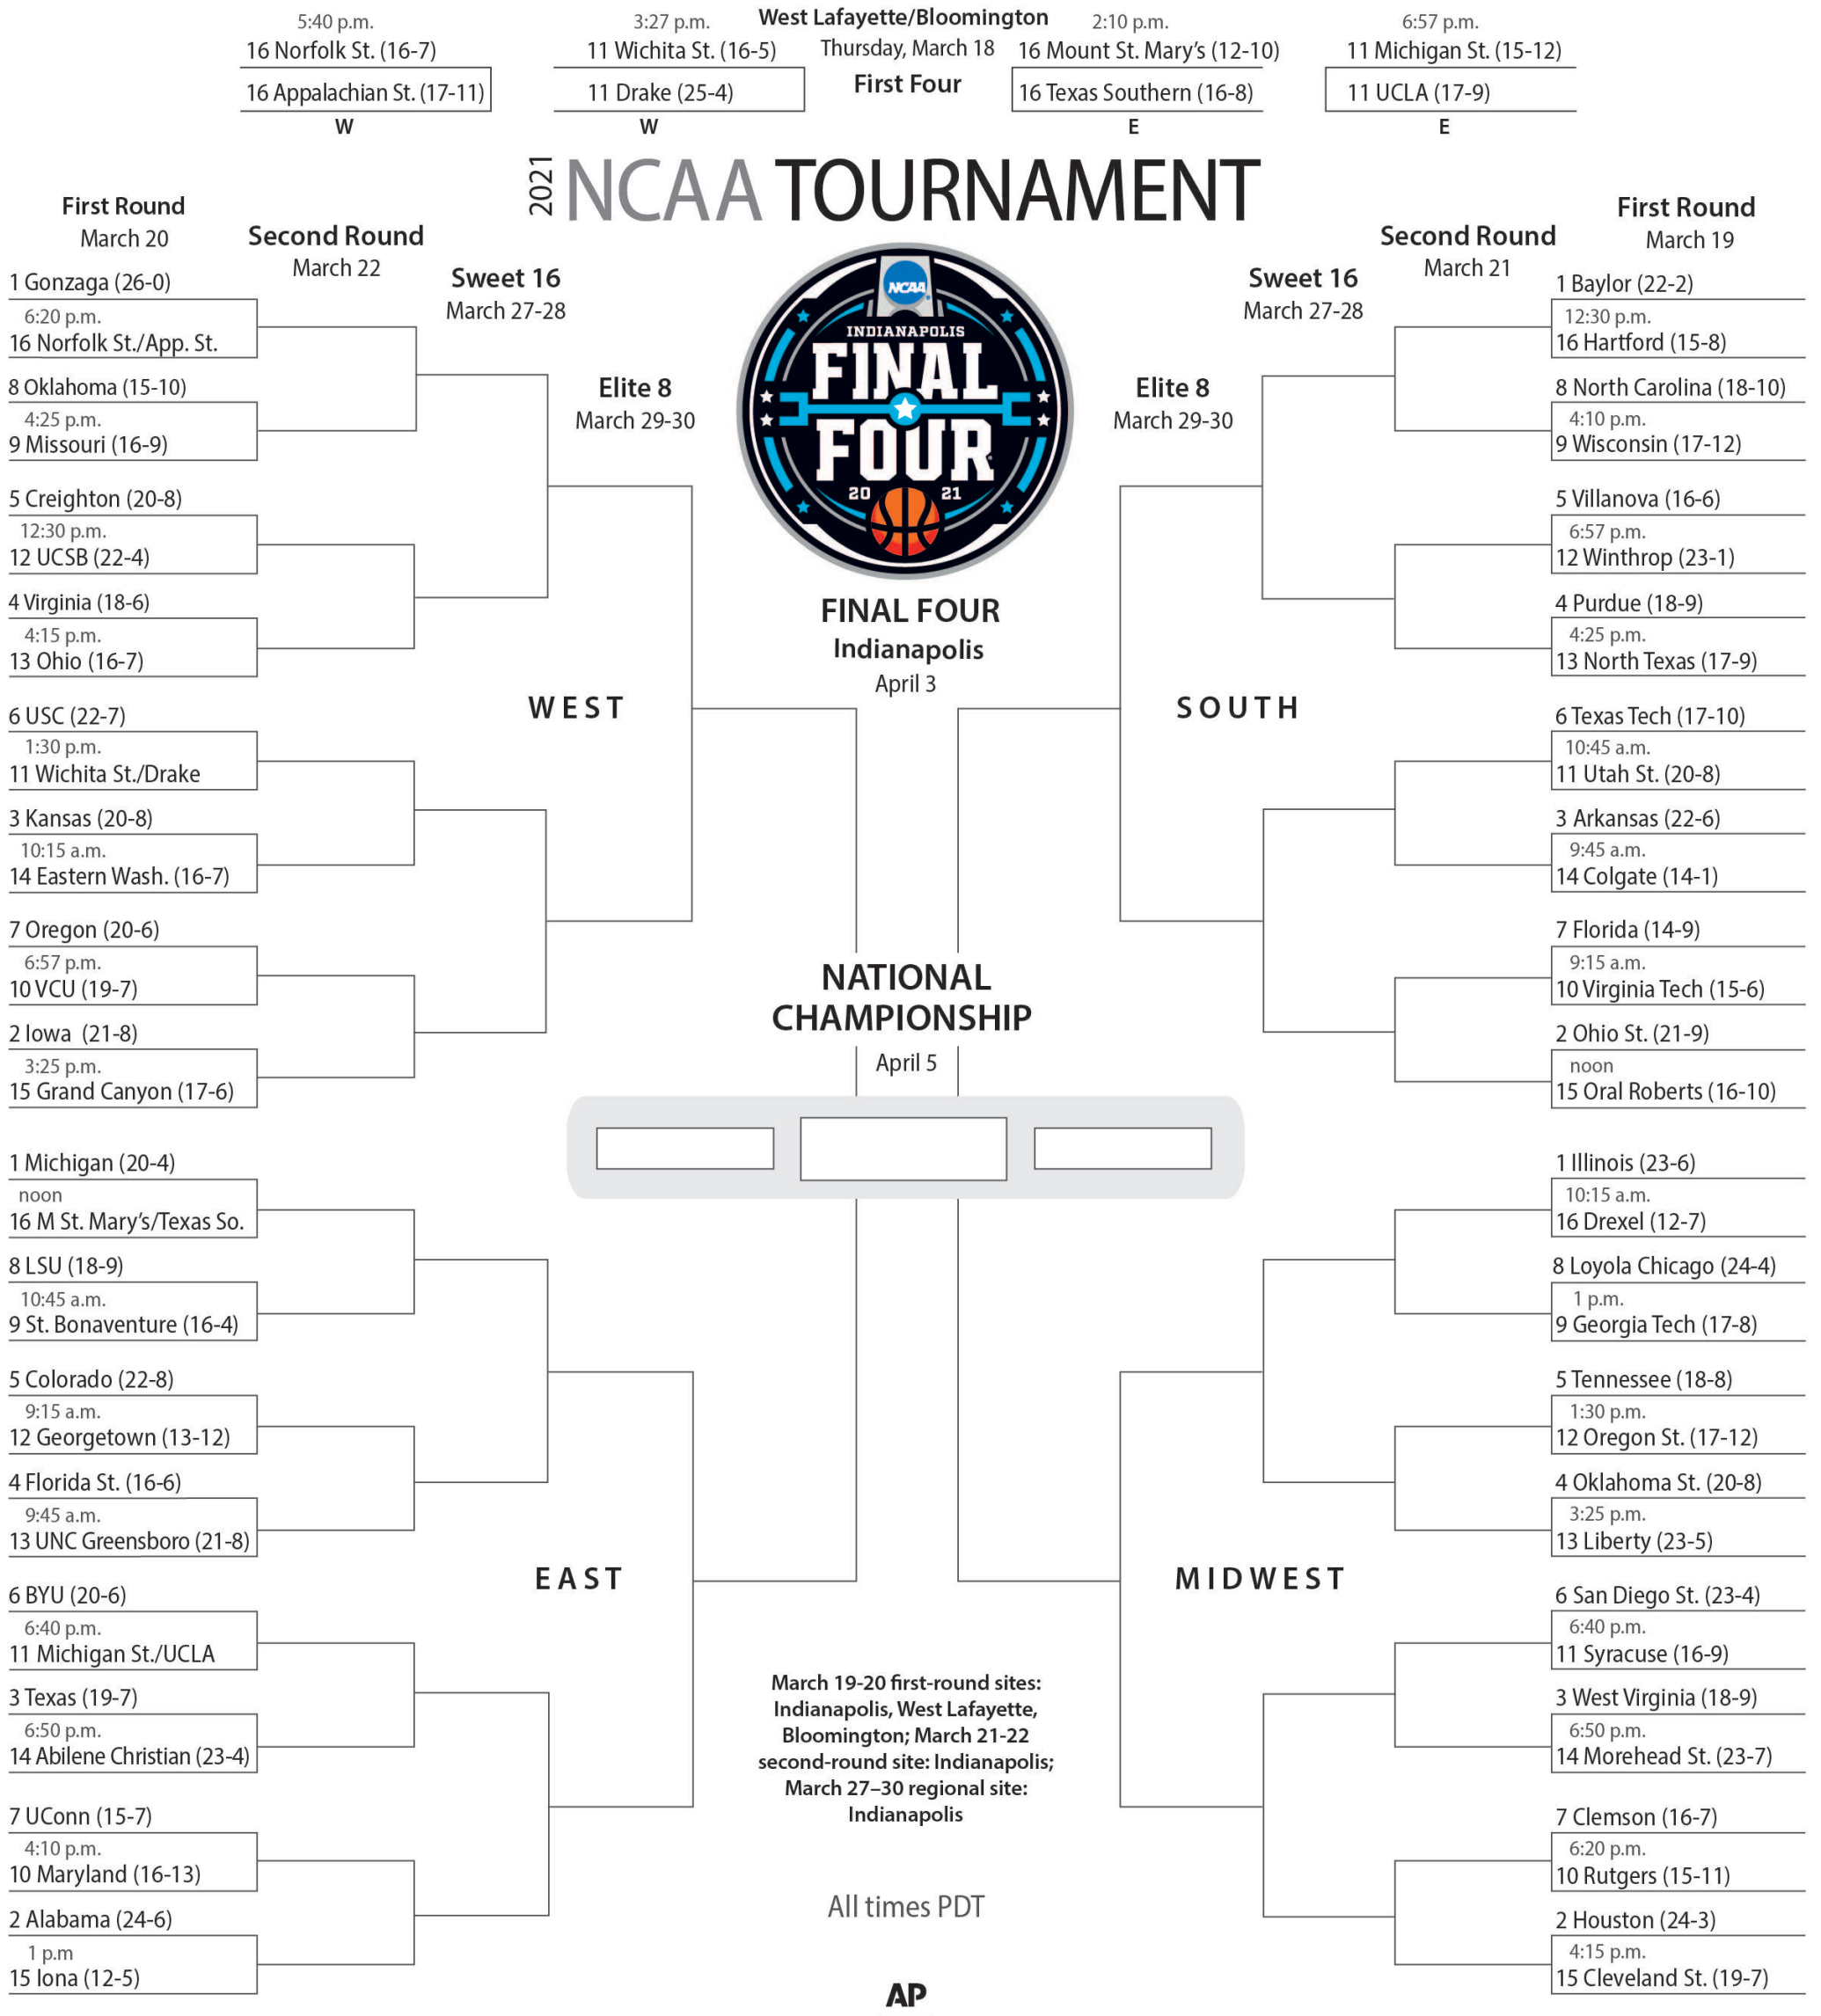 5:40 p.m.
16 Norfolk St. (16-7)
16 Appalachian St. (17-11)
W
3:27 p.m.
11 Wichita St. (16-5)
11 Drake (25-4)
W
West Lafayette/Bloomington
Thursday, March 18
First Four
2:10 p.m.
16 Mount St. Mary's (12-10)
16 Texas Southern (16-8)
E
6:57 p.m.
11 Michigan St. (15-12)
11 UCLA (17-9)
E
2021 NCAA TOURNAMENT
First Round
March 20
Second Round
March 22
Sweet 16
March 27-28
Elite 8
March 29-30
1 Gonzaga (26-0)
6:20 p.m.
16 Norfolk St./App. St.
8 Oklahoma (15-10)
4:25 p.m.
9 Missouri (16-9)
5 Creighton (20-8)
12:30 p.m.
12 UCSB (22-4)
4 Virginia (18-6)
4:15 p.m.
13 Ohio (16-7)
WEST
6 USC (22-7)
1:30 p.m.
11 Wichita St./Drake
3 Kansas (20-8)
10:15 a.m.
14 Eastern Wash. (16-7)
7 Oregon (20-6)
6:57 p.m.
10 VCU (19-7)
2 Iowa (21-8)
3:25 p.m.
15 Grand Canyon (17-6)
1 Michigan (20-4)
noon
16 M St. Mary's/Texas So.
8 LSU (18-9)
10:45 a.m.
9 St. Bonaventure (16-4)
5 Colorado (22-8)
9:15 a.m.
12 Georgetown (13-12)
4 Florida St. (16-6)
9:45 a.m.
13 UNC Greensboro (21-8)
EAST
6 BYU (20-6)
6:40 p.m.
11 Michigan St./UCLA
3 Texas (19-7)
6:50 p.m.
14 Abilene Christian (23-4)
7 UConn (15-7)
4:10 p.m.
10 Maryland (16-13)
2 Alabama (24-6)
1 p.m
15 Iona (12-5)
NCAA
INDIANAPOLIS
FINAL
FOUR
20 21
FINAL FOUR
Indianapolis
April 3
NATIONAL
CHAMPIONSHIP
April 5
March 19-20 first-round sites:
Indianapolis, West Lafayette,
Bloomington; March 21-22
second-round site: Indianapolis;
March 27–30 regional site:
Indianapolis
All times PDT
AP
First Round
March 19
Second Round
March 21
Sweet 16
March 27-28
Elite 8
March 29-30
1 Baylor (22-2)
12:30 p.m.
16 Hartford (15-8)
8 North Carolina (18-10)
4:10 p.m.
9 Wisconsin (17-12)
5 Villanova (16-6)
6:57 p.m.
12 Winthrop (23-1)
4 Purdue (18-9)
4:25 p.m.
13 North Texas (17-9)
SOUTH
6 Texas Tech (17-10)
10:45 a.m.
11 Utah St. (20-8)
3 Arkansas (22-6)
9:45 a.m.
14 Colgate (14-1)
7 Florida (14-9)
9:15 a.m.
10 Virginia Tech (15-6)
2 Ohio St. (21-9)
noon
15 Oral Roberts (16-10)
1 Illinois (23-6)
10:15 a.m.
16 Drexel (12-7)
8 Loyola Chicago (24-4)
1 p.m.
9 Georgia Tech (17-8)
5 Tennessee (18-8)
1:30 p.m.
12 Oregon St. (17-12)
4 Oklahoma St. (20-8)
3:25 p.m.
13 Liberty (23-5)
MIDWEST
6 San Diego St. (23-4)
6:40 p.m.
11 Syracuse (16-9)
3 West Virginia (18-9)
6:50 p.m.
14 Morehead St. (23-7)
7 Clemson (16-7)
6:20 p.m.
10 Rutgers (15-11)
2 Houston (24-3)
4:15 p.m.
15 Cleveland St. (19-7)